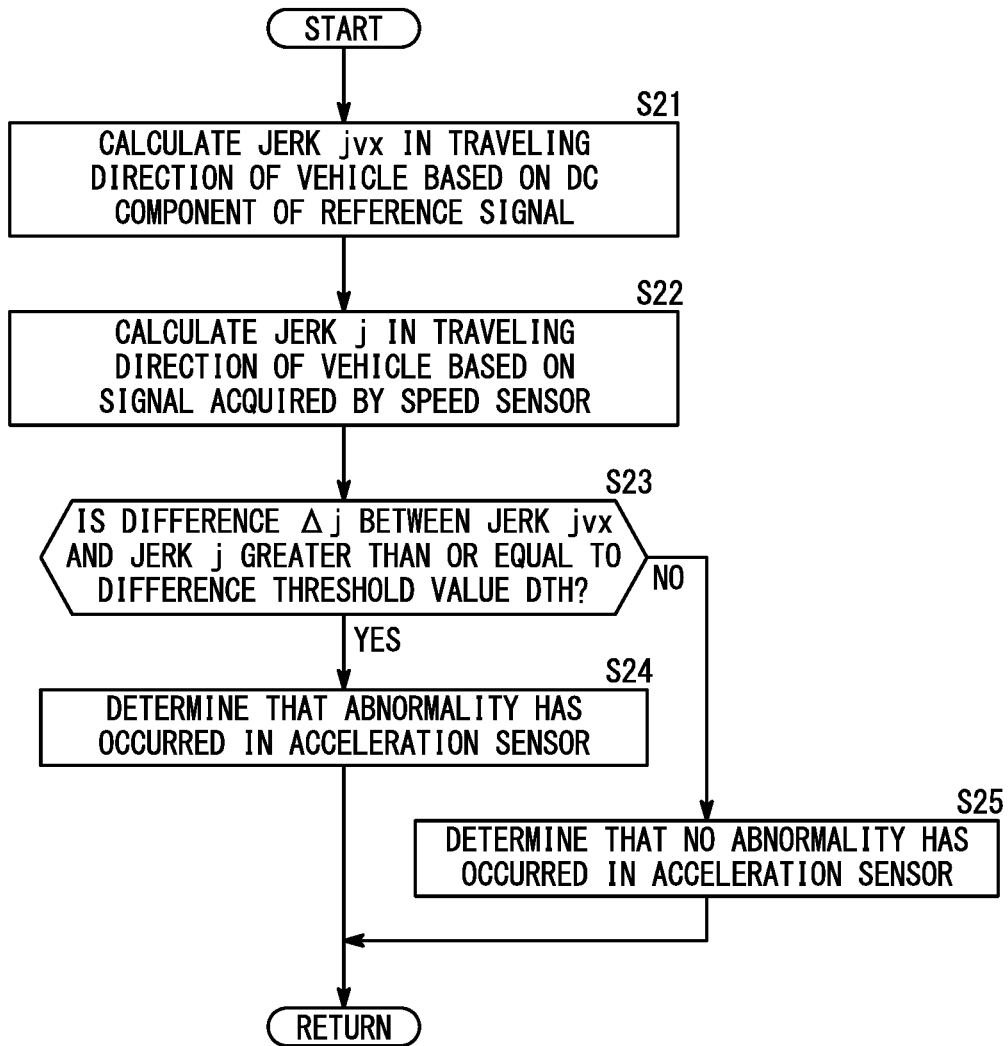 START
S21
CALCULATE JERK jvx IN TRAVELING
DIRECTION OF VEHICLE BASED ON DC
COMPONENT OF REFERENCE SIGNAL
S22
CALCULATE JERK j IN TRAVELING
DIRECTION OF VEHICLE BASED ON
SIGNAL ACQUIRED BY SPEED SENSOR
S23
IS DIFFERENCE Δj BETWEEN JERK jvx
AND JERK j GREATER THAN OR EQUAL TO
DIFFERENCE THRESHOLD VALUE DTH?
NO
YES
S24
DETERMINE THAT ABNORMALITY HAS
OCCURRED IN ACCELERATION SENSOR
S25
DETERMINE THAT NO ABNORMALITY HAS
OCCURRED IN ACCELERATION SENSOR
RETURN